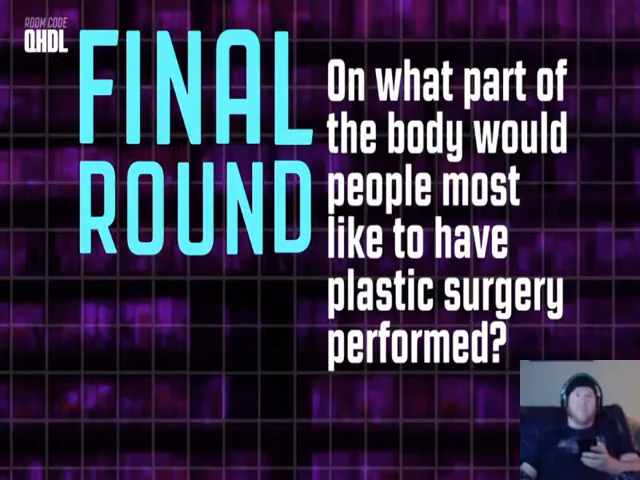 ROOM CODE
QHDL
FINAL
ROUND
On what part of
the body would
people most
like to have
plastic surgery
performed?